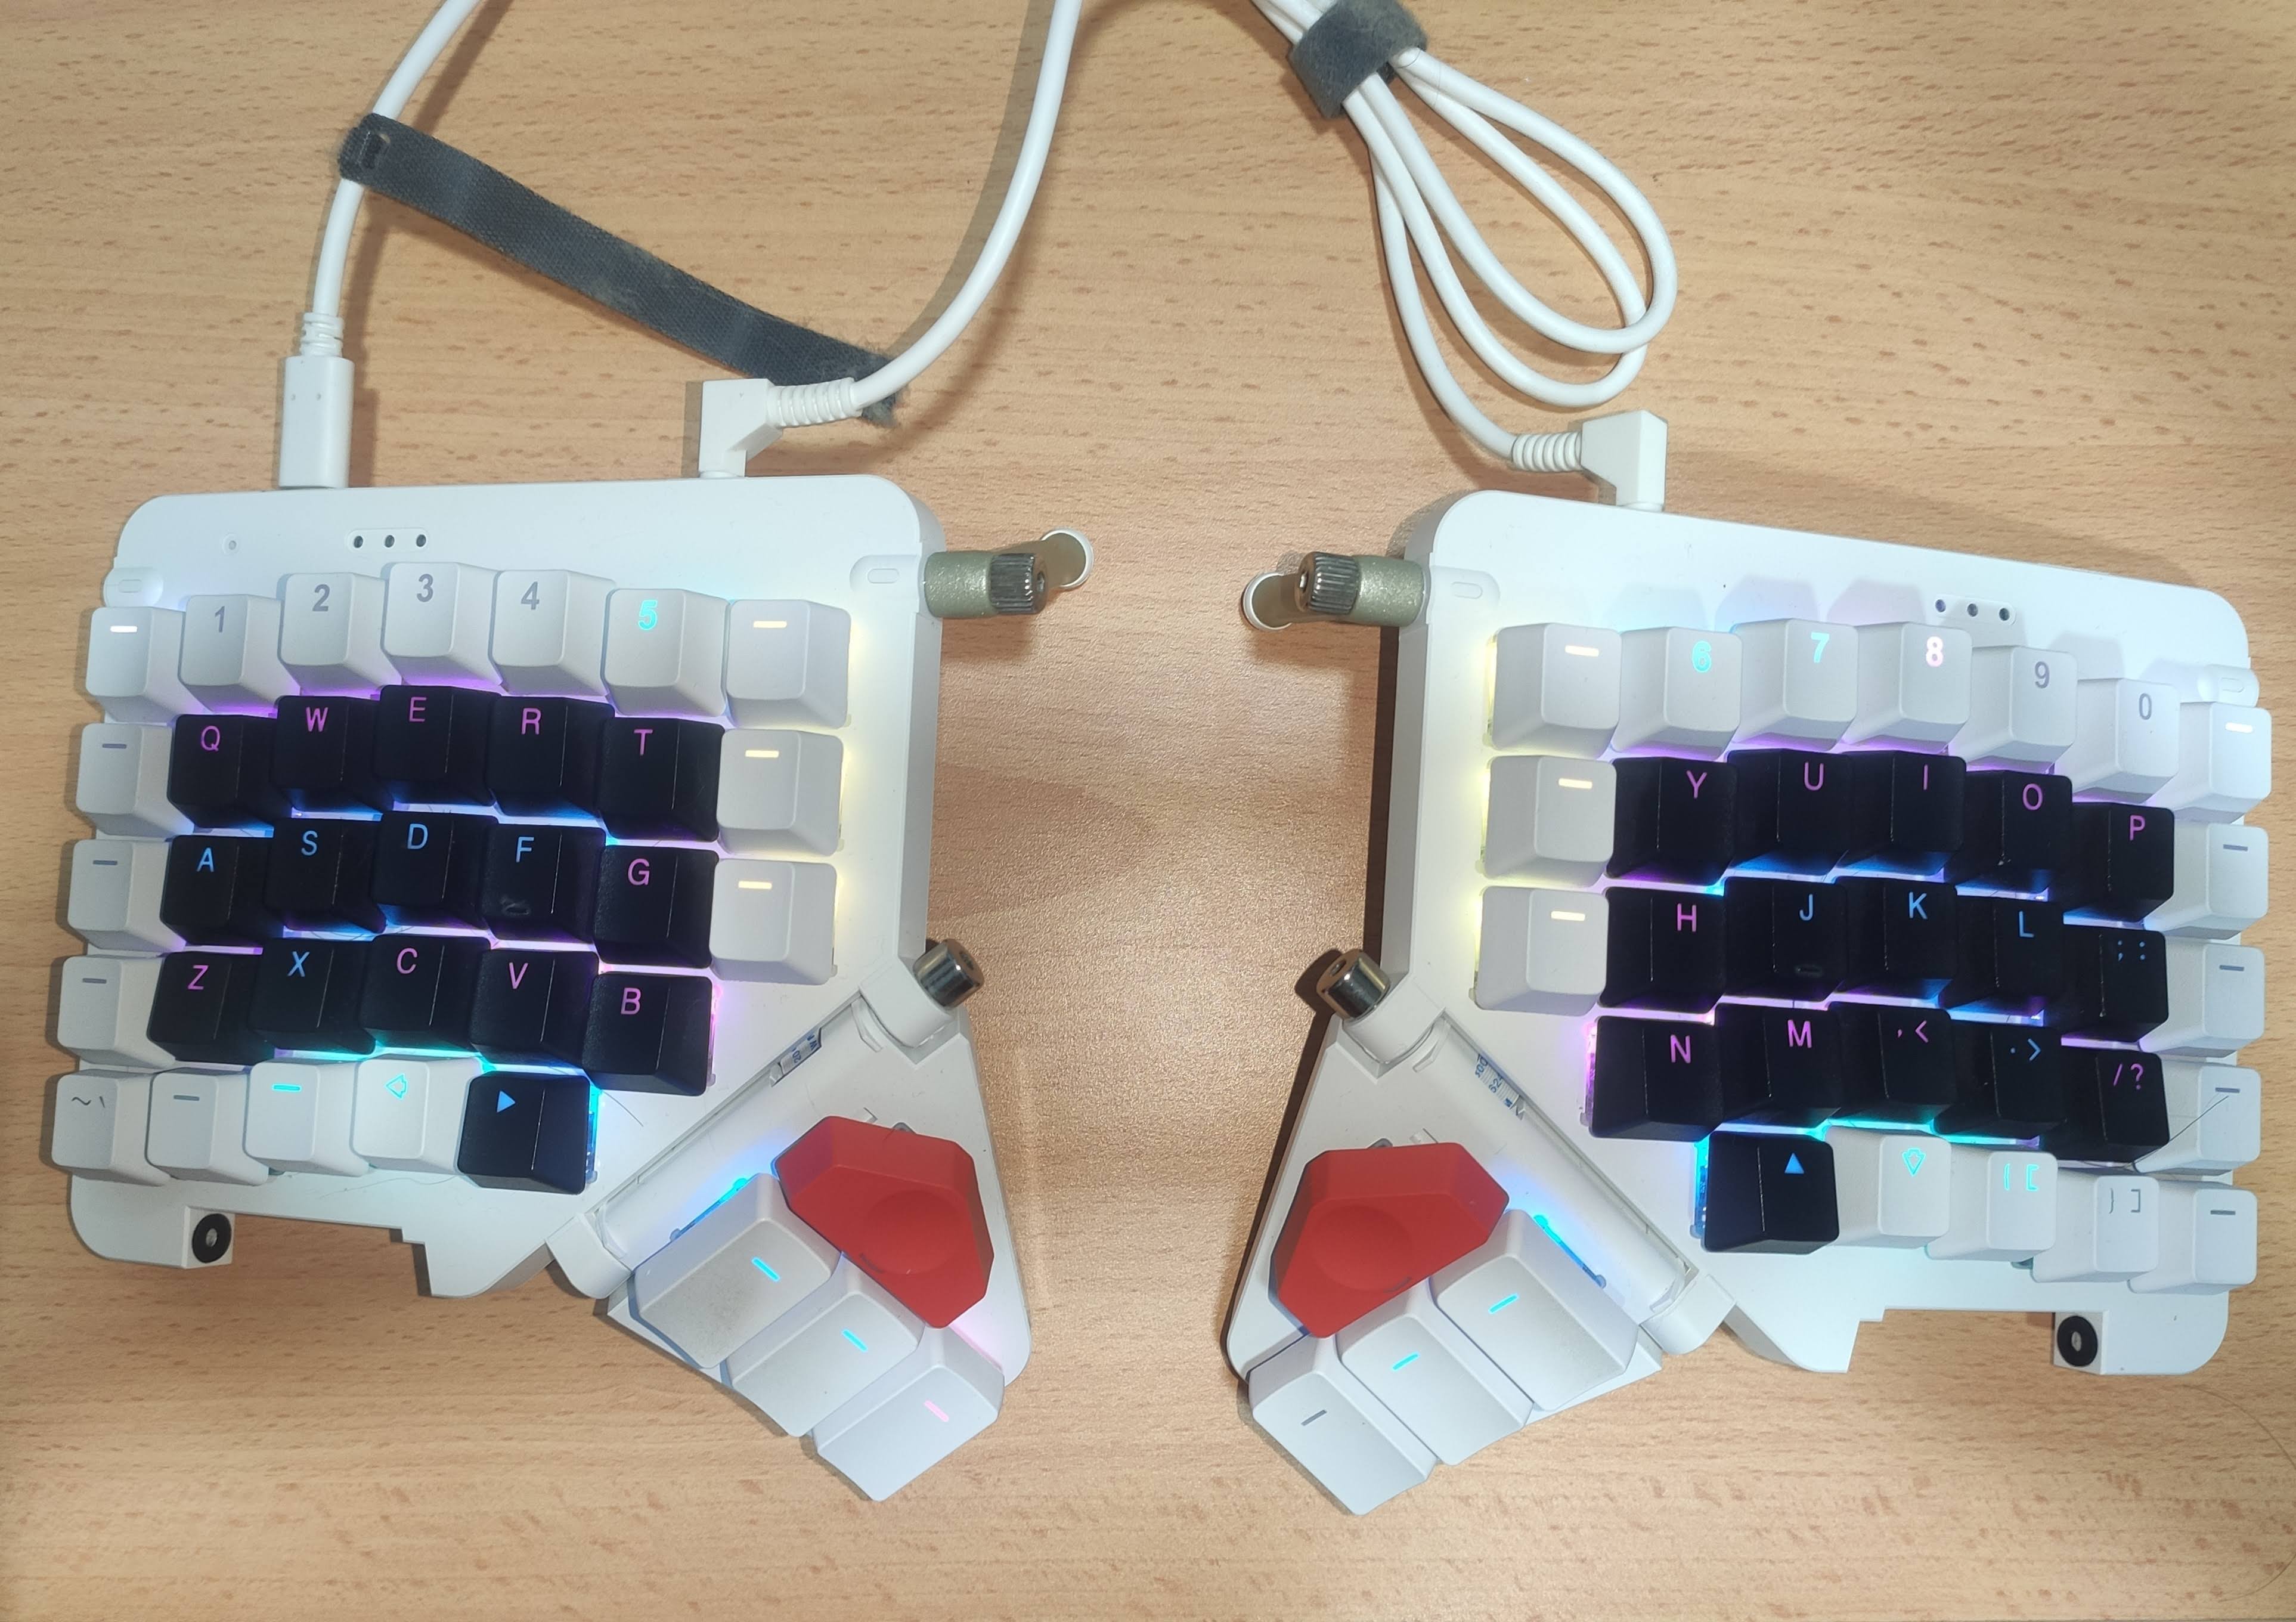 1 2 3 4 5
Q W E R T
A S D F G
Z X C V B
~ `
6 7 8 9 0
Y U I O P
H J K L ; :
N M , < . > / ?
{ [ } ]